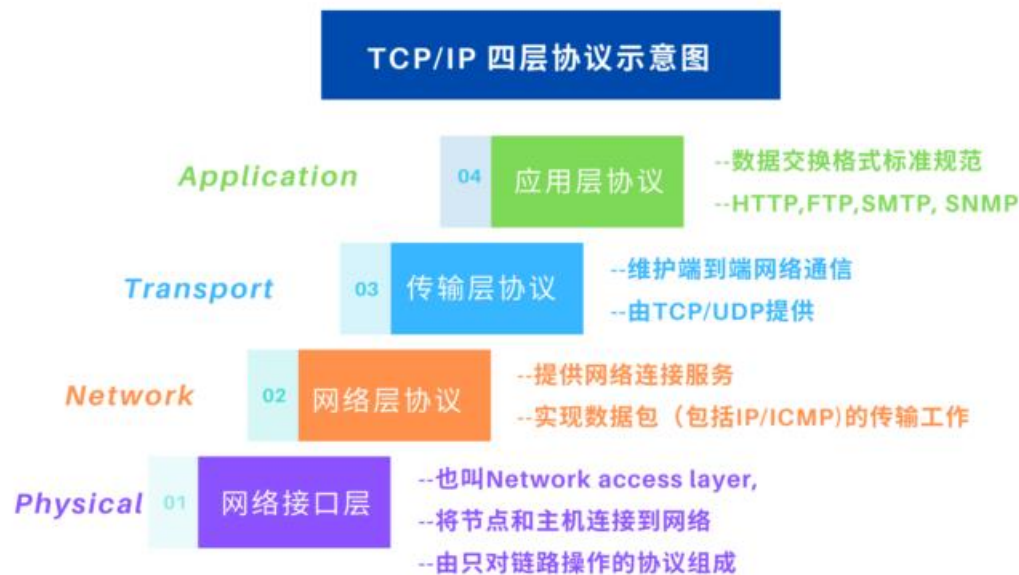 TCP/IP 四层协议示意图
Application
04
应用层协议
--数据交换格式标准规范
--HTTP,FTP,SMTP, SNMP
Transport
03
传输层协议
--维护端到端网络通信
--由TCP/UDP提供
Network
02
网络层协议
--提供网络连接服务
--实现数据包（包括IP/ICMP)的传输工作
Physical
01
网络接口层
--也叫Network access layer,
--将节点和主机连接到网络
--由只对链路操作的协议组成